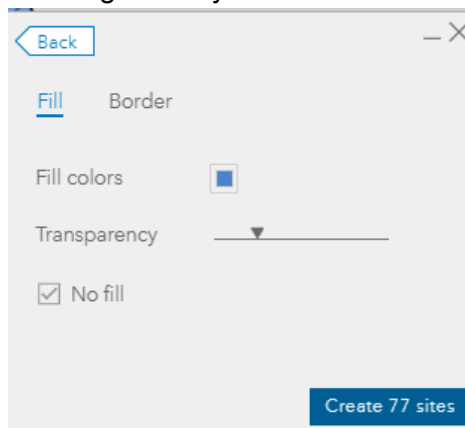 Back
Fill Border
Fill colors
Transparency
No fill
Create 77 sites